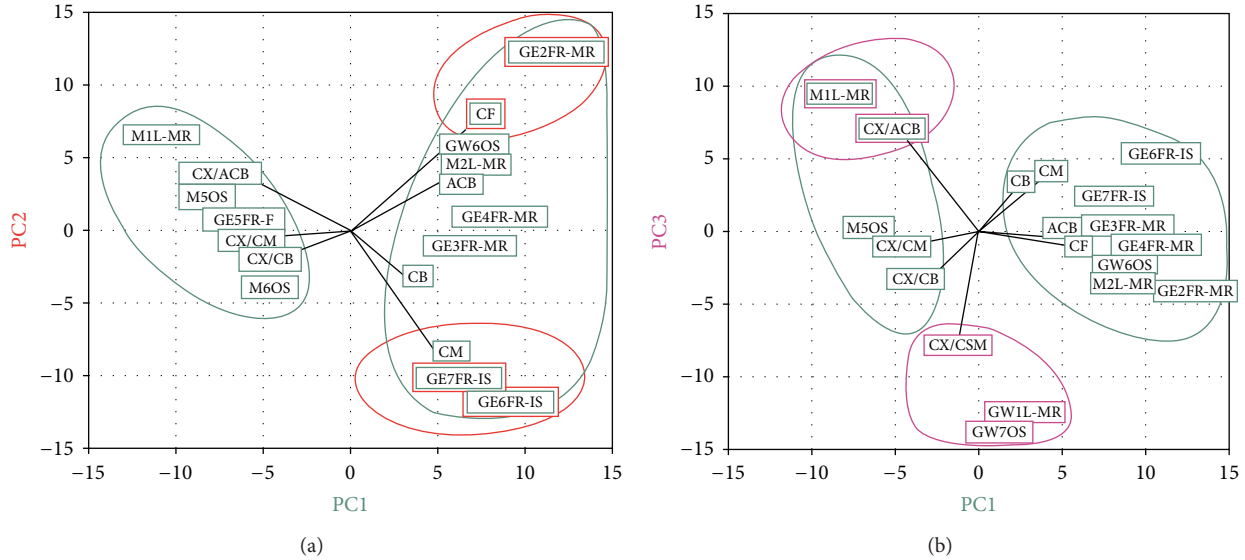 15
10
5
0
−5
−10
−15
PC2
GE2FR-MR
CF
GW6OS
M2L-MR
ACB
GE4FR-MR
GE3FR-MR
CB
CM
GE7FR-IS
GE6FR-IS
M1L-MR
CX/ACB
M5OS
GE5FR-F
CX/CM
CX/CB
M6OS
−15 −10 −5 0 5 10 15
PC1
(a)
15
10
5
0
−5
−10
−15
PC3
M1L-MR
CX/ACB
M5OS
CX/CM
CX/CB
CX/CSM
GW1L-MR
GW7OS
CB
CM
GE6FR-IS
GE7FR-IS
ACB
GE3FR-MR
CF
GE4FR-MR
GW6OS
M2L-MR
GE2FR-MR
−15 −10 −5 0 5 10 15
PC1
(b)